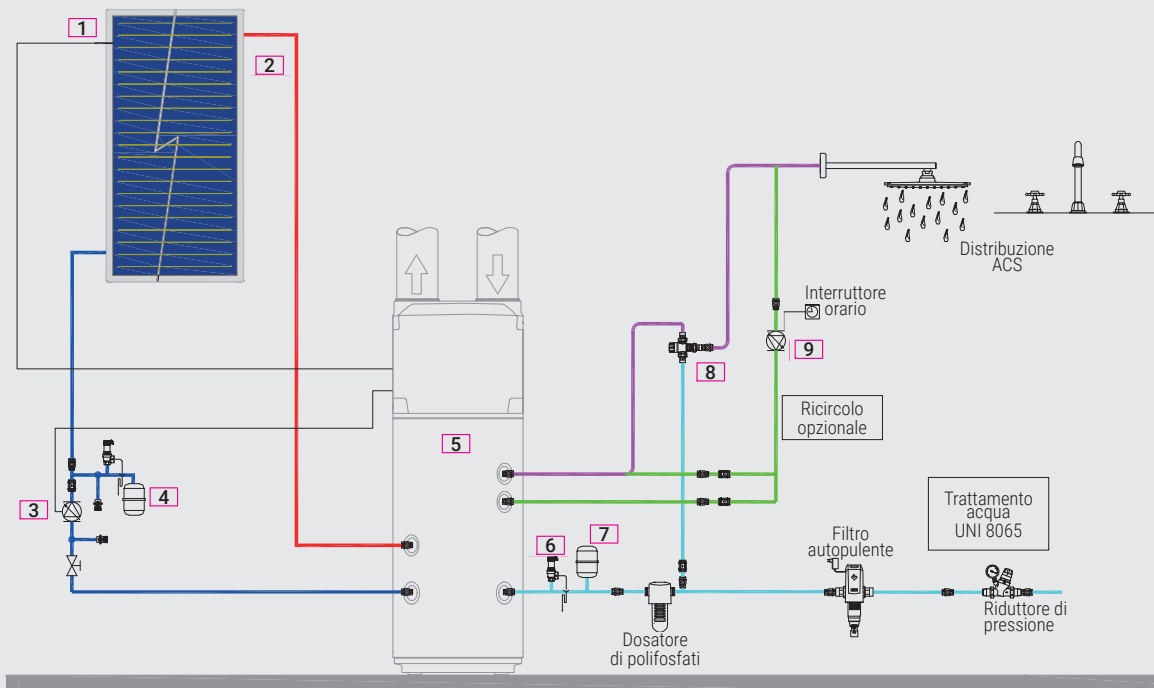 1
2
Distribuzione
ACS
Interruttore
orario
9
8
Ricircolo
opzionale
5
4
3
Trattamento
acqua
UNI 8065
6
7
Filtro
autopulente
Riduttore di
pressione
Dosatore
di polifosfati